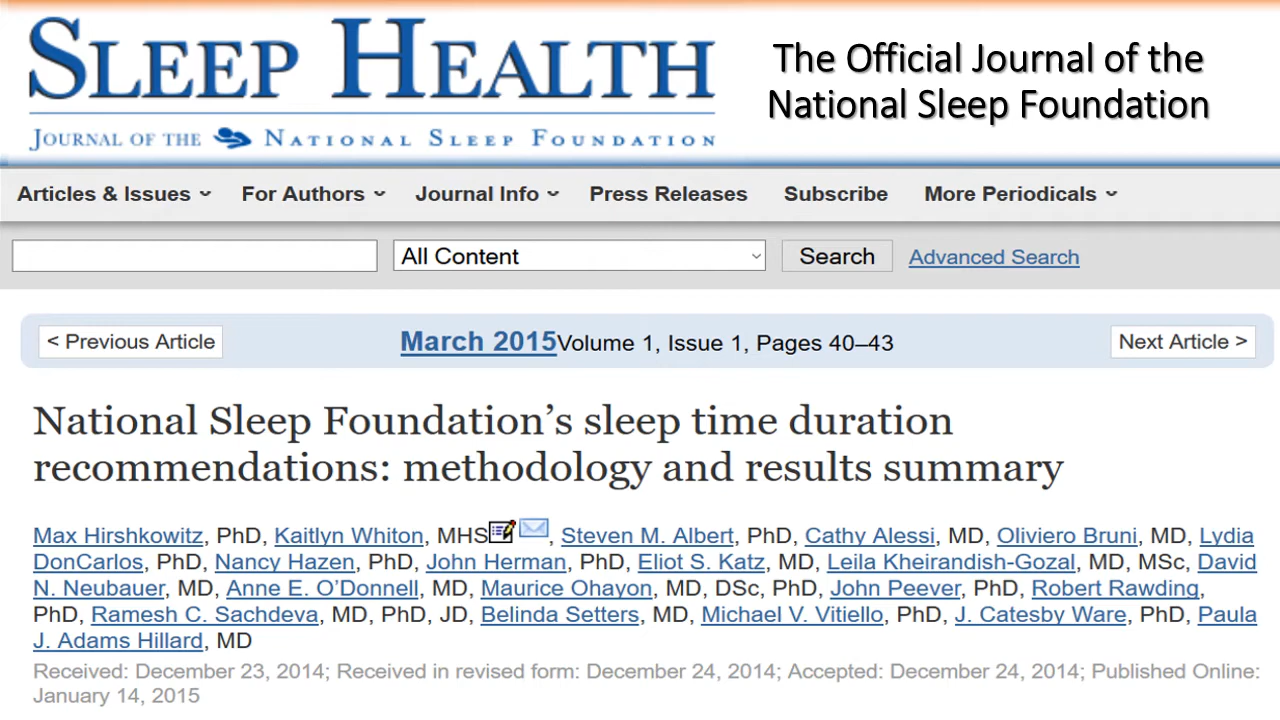 SLEEP HEALTH
JOURNAL OF THE NATIONAL SLEEP FOUNDATION
The Official Journal of the
National Sleep Foundation
Articles & Issues For Authors Journal Info Press Releases Subscribe More Periodicals
All Content Search Advanced Search
< Previous Article March 2015Volume 1, Issue 1, Pages 40–43 Next Article >
National Sleep Foundation’s sleep time duration
recommendations: methodology and results summary
Max Hirshkowitz, PhD, Kaitlyn Whiton, MHS, Steven M. Albert, PhD, Cathy Alessi, MD, Oliviero Bruni, MD, Lydia
DonCarlos, PhD, Nancy Hazen, PhD, John Herman, PhD, Eliot S. Katz, MD, Leila Kheirandish-Gozal, MD, MSc, David
N. Neubauer, MD, Anne E. O’Donnell, MD, Maurice Ohayon, MD, DSc, PhD, John Peever, PhD, Robert Rawding,
PhD, Ramesh C. Sachdeva, MD, PhD, JD, Belinda Setters, MD, Michael V. Vitiello, PhD, J. Catesby Ware, PhD, Paula
J. Adams Hillard, MD
Received: December 23, 2014; Received in revised form: December 24, 2014; Accepted: December 24, 2014; Published Online:
January 14, 2015